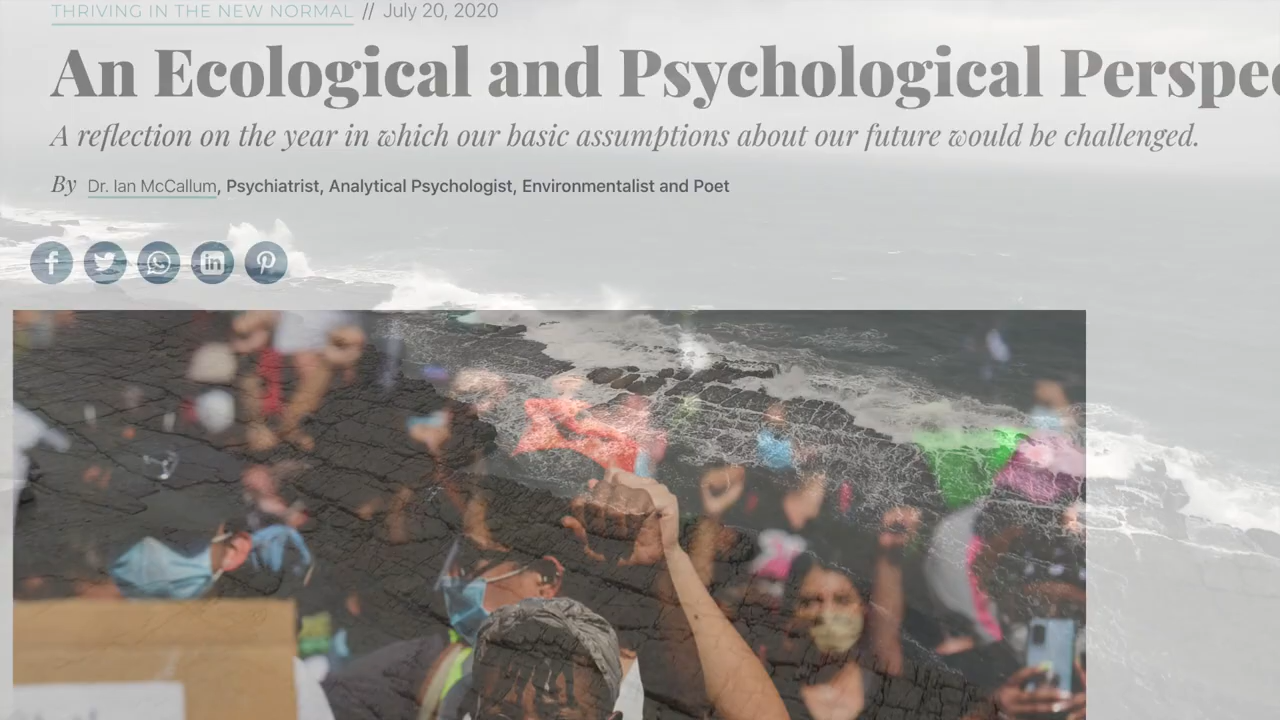 THRIVING IN THE NEW NORMAL // July 20, 2020
An Ecological and Psychological
A reflection on the year in which our basic assumptions about our future would be challenged.
By Dr. Ian McCallum, Psychiatrist, Analytical Psychologist, Environmentalist and Poet